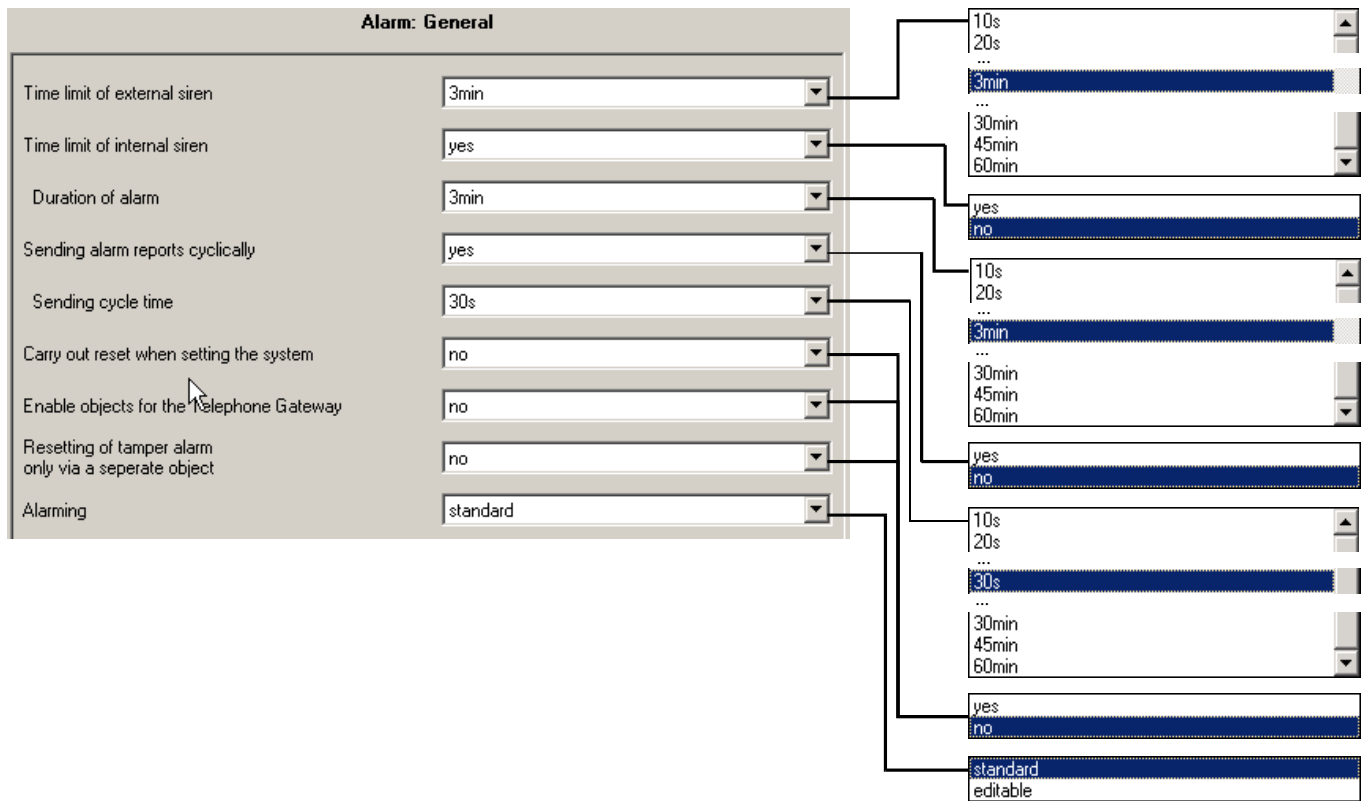 Alarm: General
Time limit of external siren 3min
Time limit of internal siren yes
Duration of alarm 3min
Sending alarm reports cyclically yes
Sending cycle time 30s
Carry out reset when setting the system no
Enable objects for the Telephone Gateway no
Resetting of tamper alarm
only via a seperate object no
Alarming standard
10s
20s
...
3min
...
30min
45min
60min
yes
no
10s
20s
...
3min
...
30min
45min
60min
yes
no
10s
20s
...
30s
...
30min
45min
60min
yes
no
standard
editable